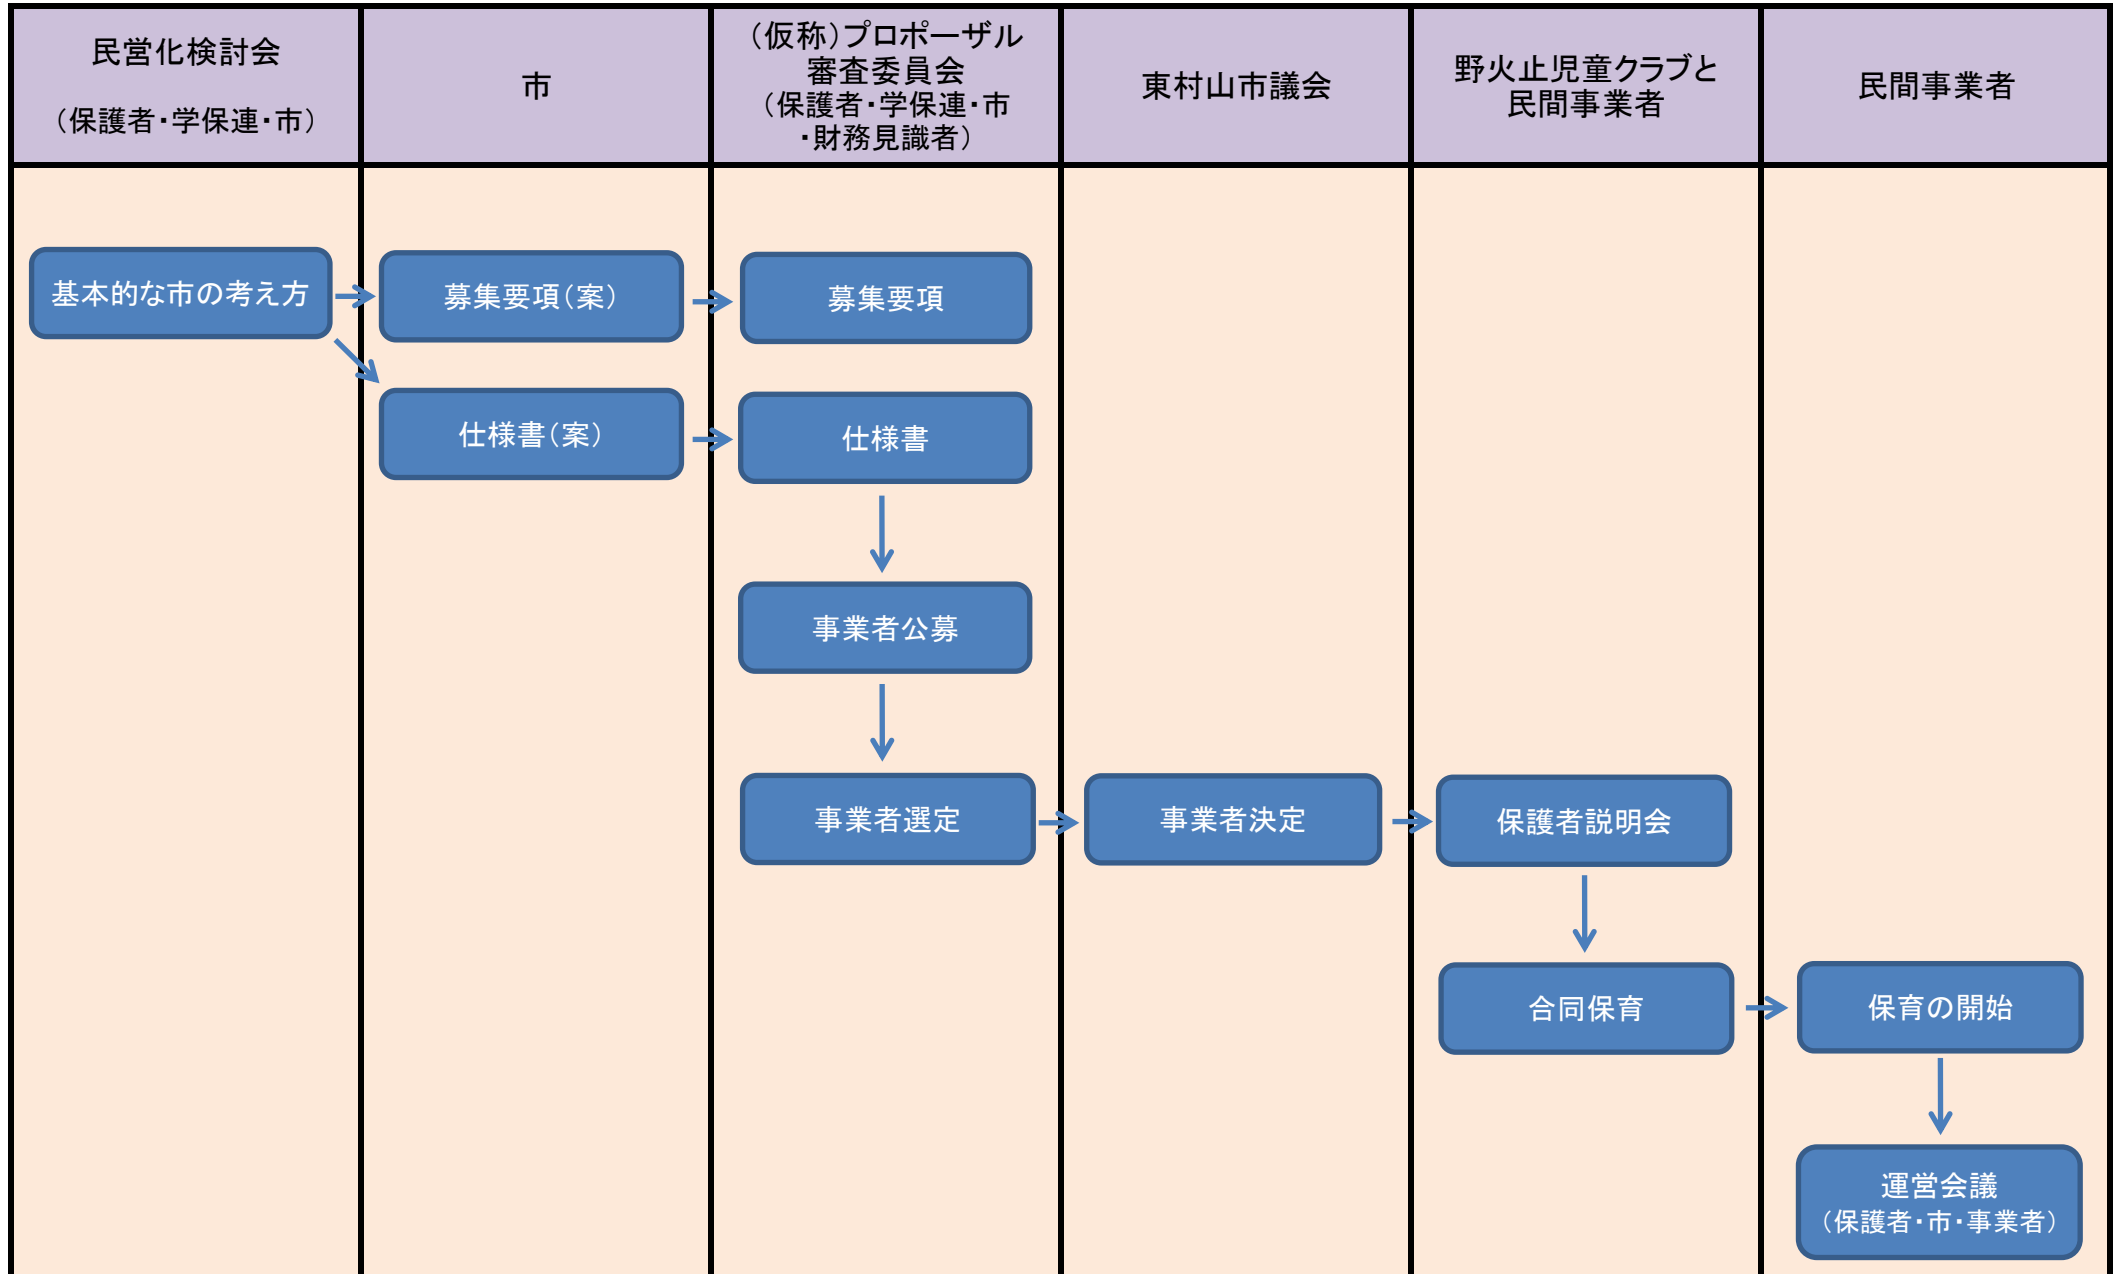 民営化検討会
（保護者・学保連・市）
市
（仮称）プロポーザル
審査委員会
（保護者・学保連・市
・財務見識者）
東村山市議会
野火止児童クラブと
民間事業者
民間事業者
基本的な市の考え方
募集要項（案）
募集要項
仕様書（案）
仕様書
事業者公募
事業者選定
事業者決定
保護者説明会
合同保育
保育の開始
運営会議
（保護者・市・事業者）